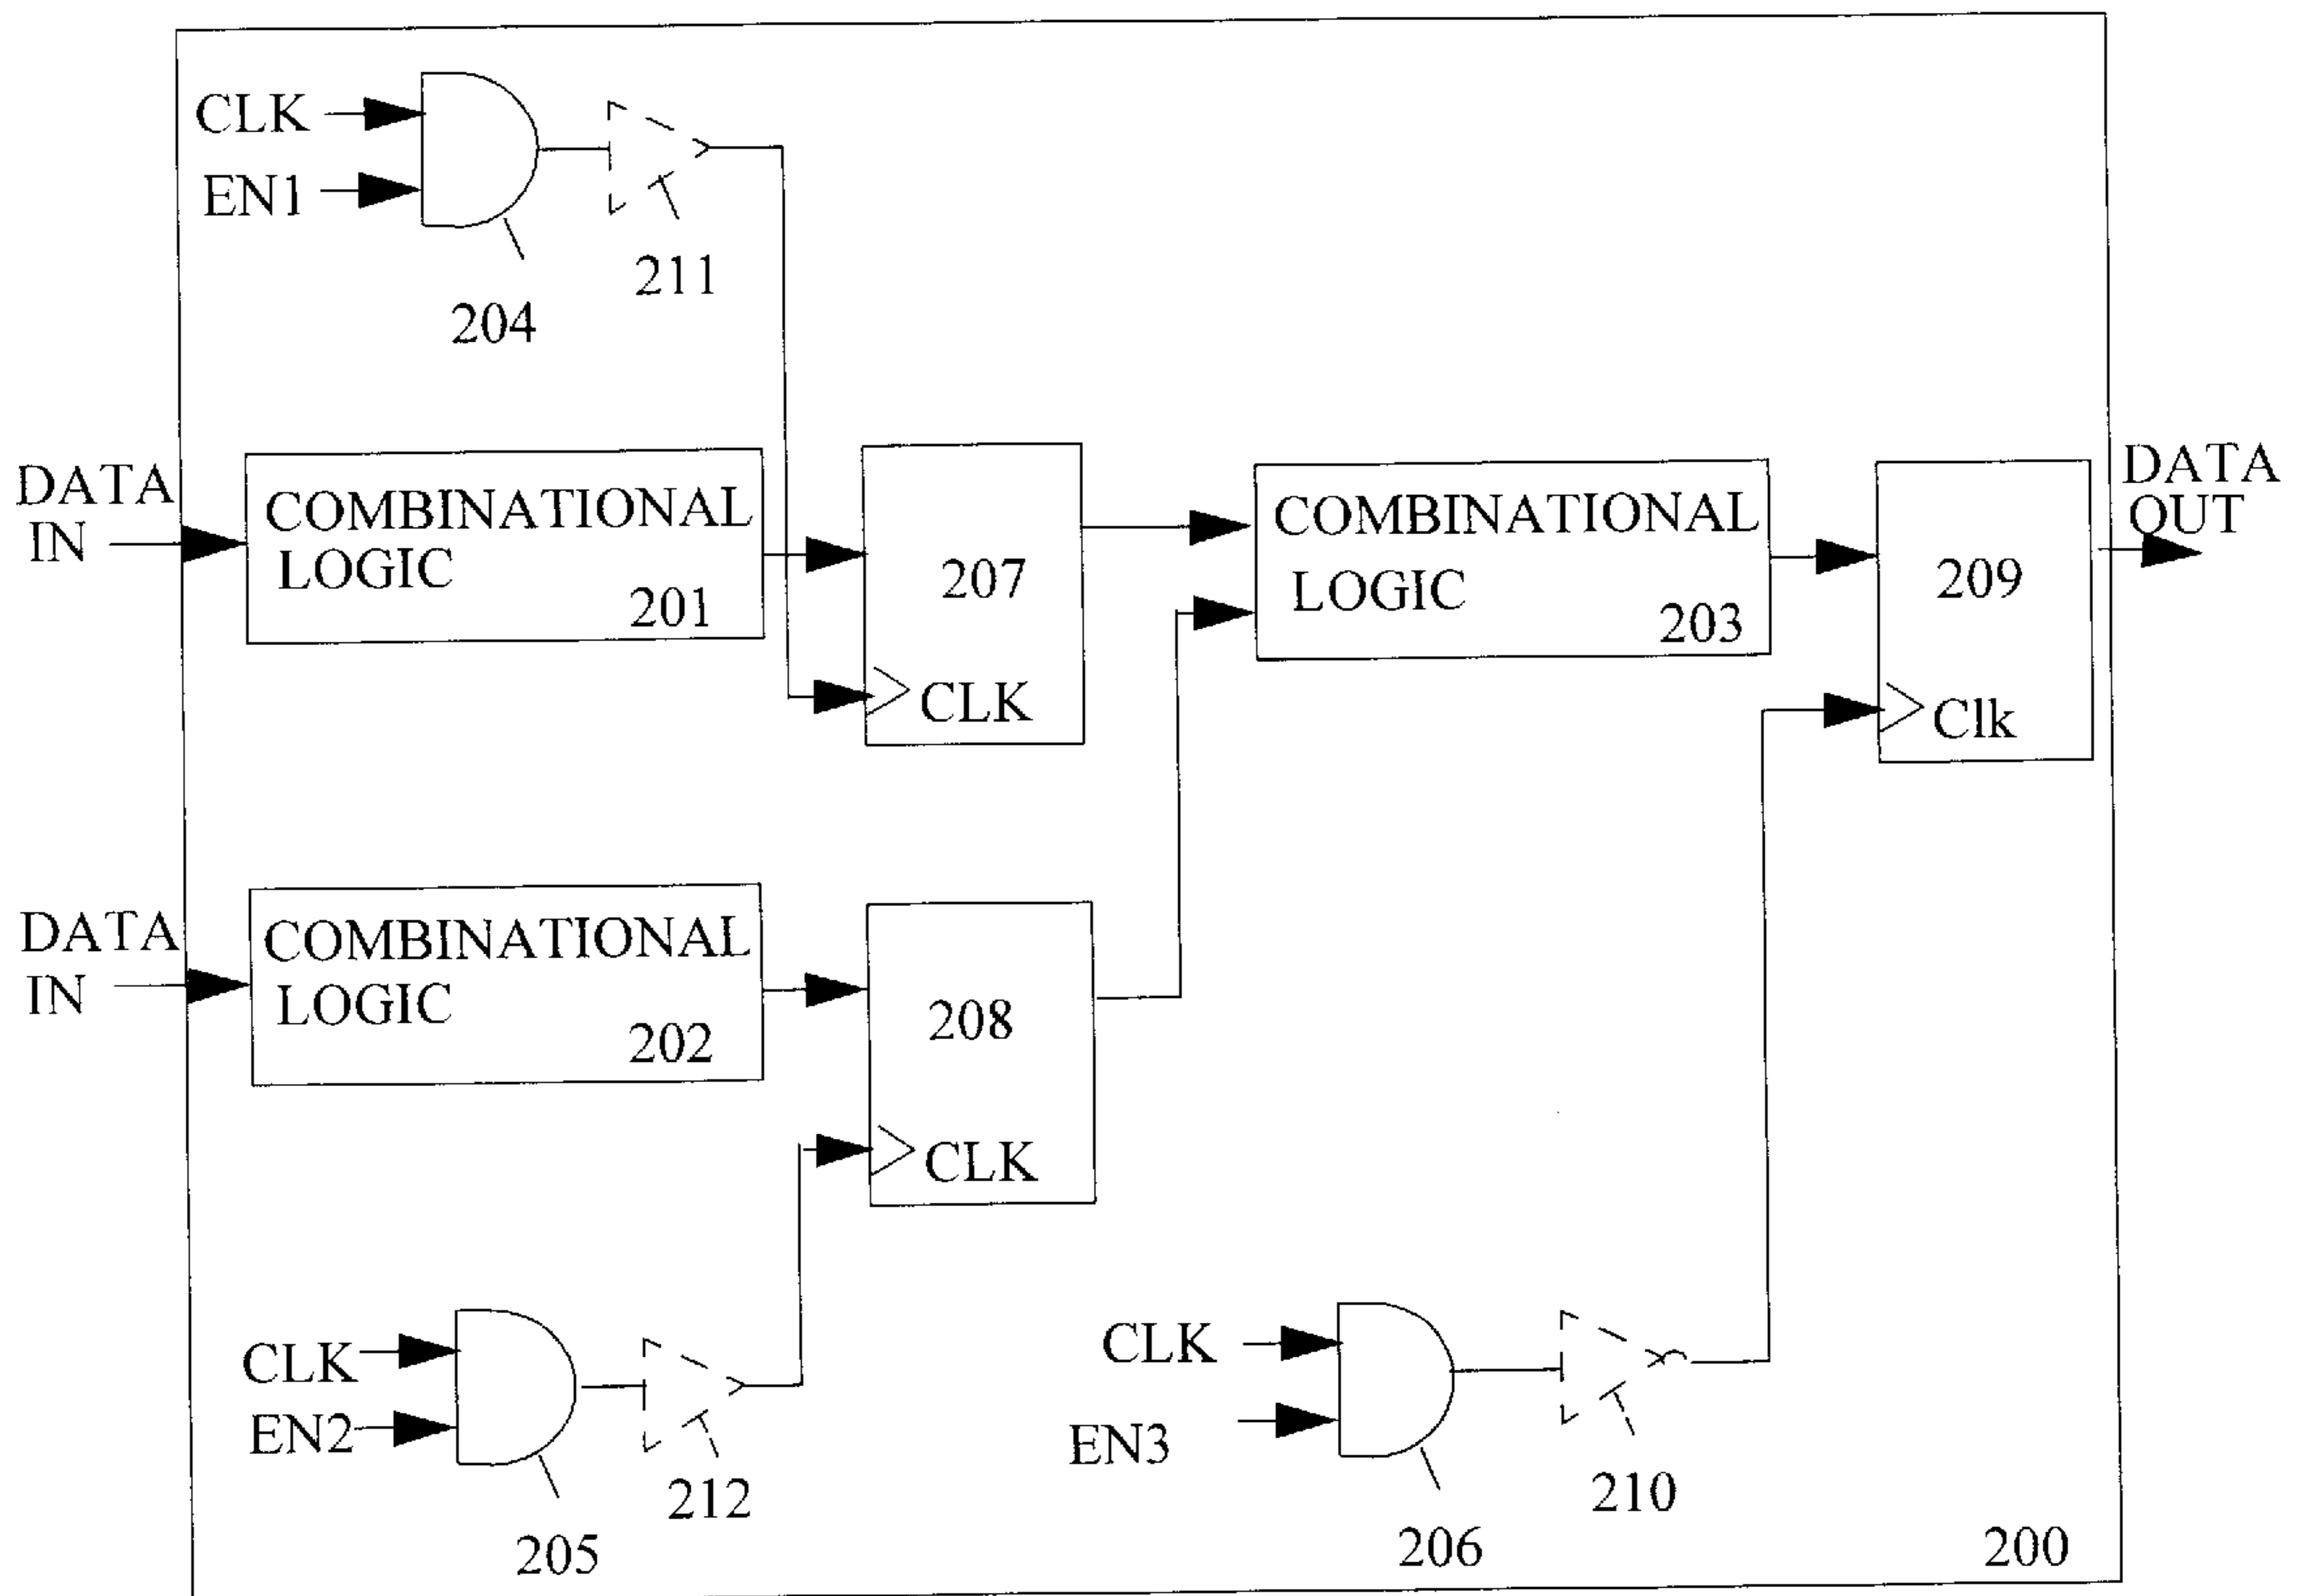 CLK
EN1
211
204
DATA
IN
COMBINATIONAL
LOGIC
201
207
CLK
COMBINATIONAL
LOGIC
203
209
Clk
DATA
OUT
DATA
IN
COMBINATIONAL
LOGIC
202
208
CLK
CLK
EN2
212
205
CLK
EN3
210
206
200